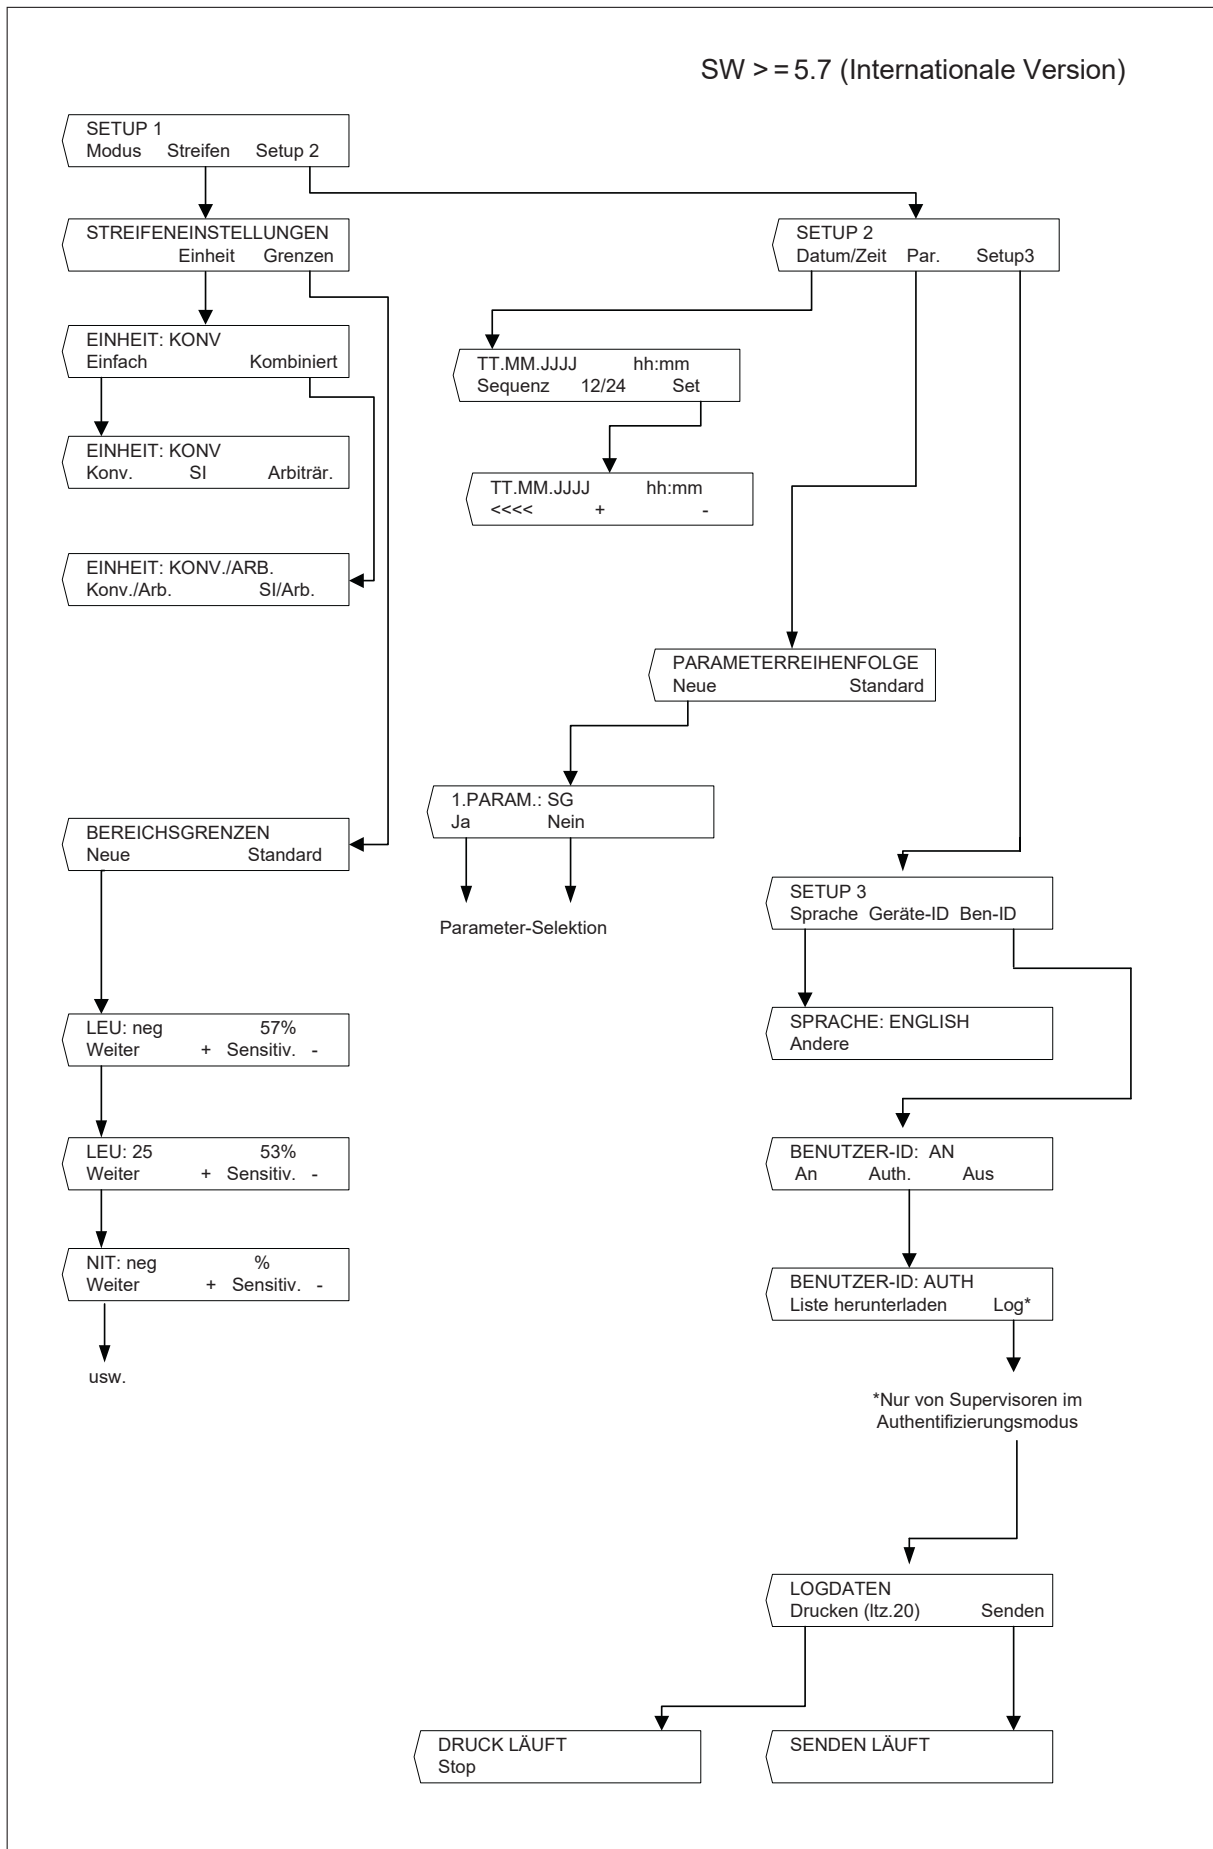 SW > = 5.7 (Internationale Version)
SETUP 1
Modus Streifen Setup 2
STREIFENEINSTELLUNGEN
Einheit Grenzen
SETUP 2
Datum/Zeit Par. Setup3
EINHEIT: KONV
Einfach Kombiniert
TT.MM.JJJJ hh:mm
Sequenz 12/24 Set
EINHEIT: KONV
Konv. SI Arbiträr.
TT.MM.JJJJ hh:mm
<<<< + -
EINHEIT: KONV./ARB.
Konv./Arb. SI/Arb.
PARAMETERREIHENFOLGE
Neue Standard
1.PARAM.: SG
Ja Nein
Parameter-Selektion
BEREICHSGRENZEN
Neue Standard
SETUP 3
Sprache Geräte-ID Ben-ID
LEU: neg 57%
Weiter + Sensitiv. -
SPRACHE: ENGLISH
Andere
LEU: 25 53%
Weiter + Sensitiv. -
BENUTZER-ID: AN
An Auth. Aus
NIT: neg %
Weiter + Sensitiv. -
usw.
BENUTZER-ID: AUTH
Liste herunterladen Log*
*Nur von Supervisoren im
Authentifizierungsmodus
LOGDATEN
Drucken (ltz.20) Senden
DRUCK LÄUFT
Stop
SENDEN LÄUFT